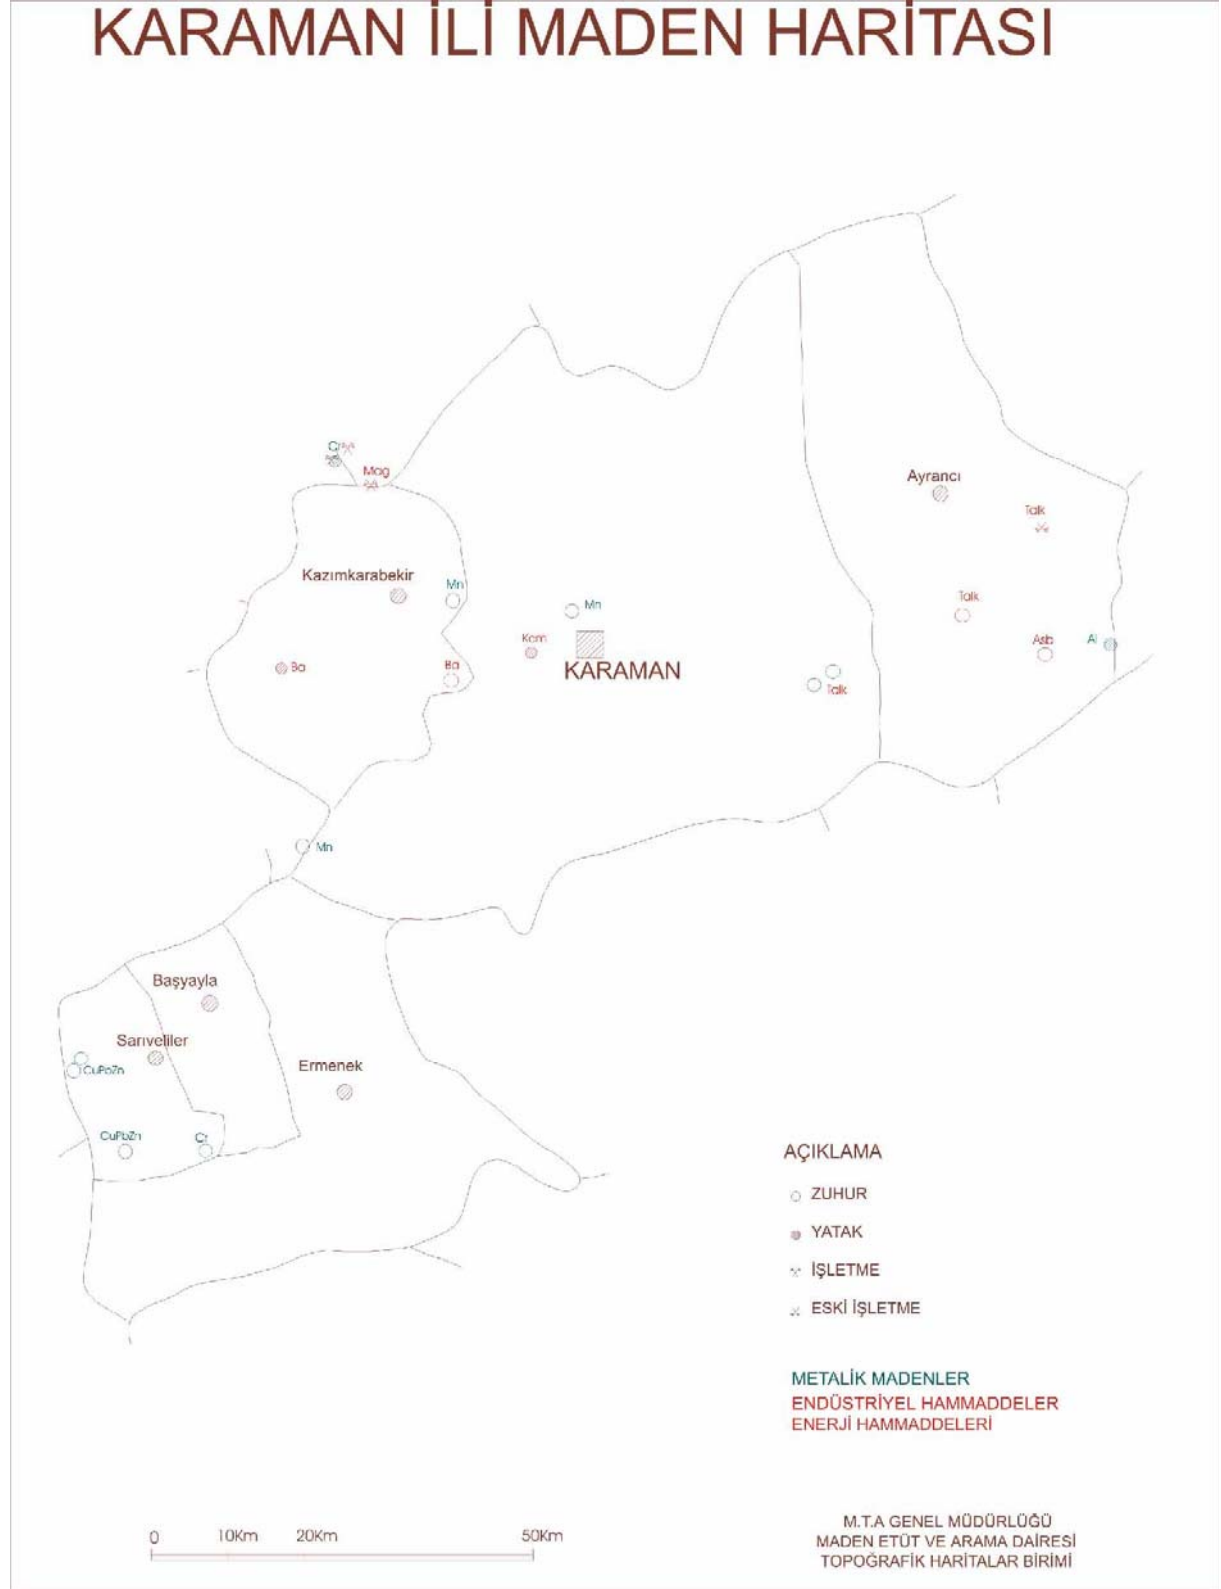 KARAMAN İLİ MADEN HARİTASI
Cr
Mag
Ayrancı
Talk
Kazımkarabekir
Mn
Mn
Talk
Kam
Asb
Al
Ba
Ba
KARAMAN
Talk
Mn
Başyayla
Sarıveliler
Ermenek
CuPbZn
CuPbZn
Cr
AÇIKLAMA
ZUHUR
YATAK
İŞLETME
ESKİ İŞLETME
METALİK MADENLER
ENDÜSTRİYEL HAMMADDELER
ENERJİ HAMMADDELERİ
0 10Km 20Km 50Km
M.T.A GENEL MÜDÜRLÜĞÜ
MADEN ETÜT VE ARAMA DAİRESİ
TOPOĞRAFİK HARİTALAR BİRİMİ